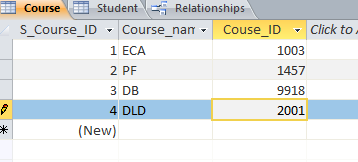 Course Student Relationships
S_Course_ID Course_nam Couse_ID Click to A
1 ECA 1003
2 PF 1457
3 DB 9918
4 DLD 2001
(New)